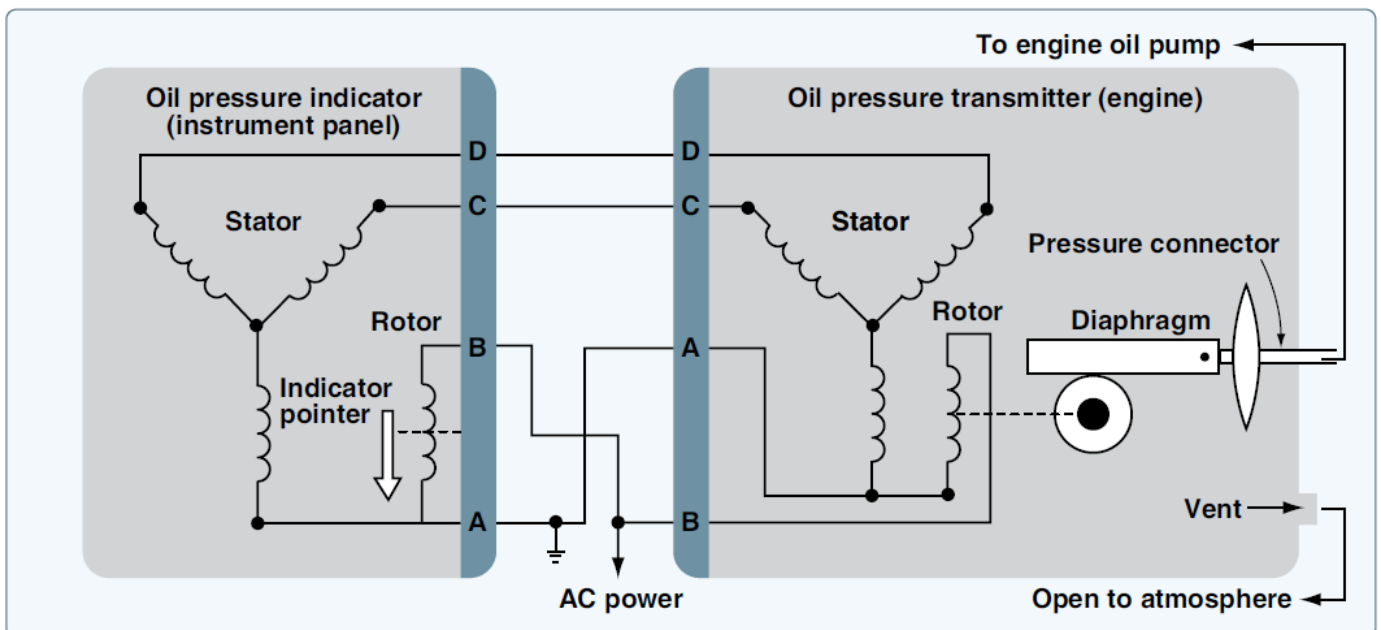 To engine oil pump
Oil pressure indicator
(instrument panel)
Oil pressure transmitter (engine)
D
D
C
C
Stator
Stator
Pressure connector
Rotor
Rotor
Diaphragm
B
A
Indicator
pointer
A
B
Vent
AC power
Open to atmosphere